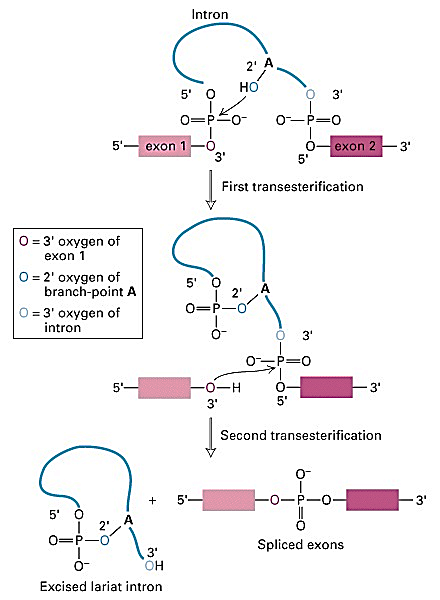 Intron
2' A
5' O HO O 3'
O=P—O- O-—P=O
5'— exon 1 —O O exon 2 —3'
3' 5'
First transesterification
O = 3' oxygen of
exon 1
O = 2' oxygen of
branch-point A
O = 3' oxygen of
intron
5' O 2' A
O=P—O O 3'
O- O-—P=O
5'— —O—H O —3'
3' 5'
Second transesterification
5' O 2' A
O=P—O 3'
O- OH
Excised lariat intron
+
O-
5'— —O—P—O— —3'
O
Spliced exons